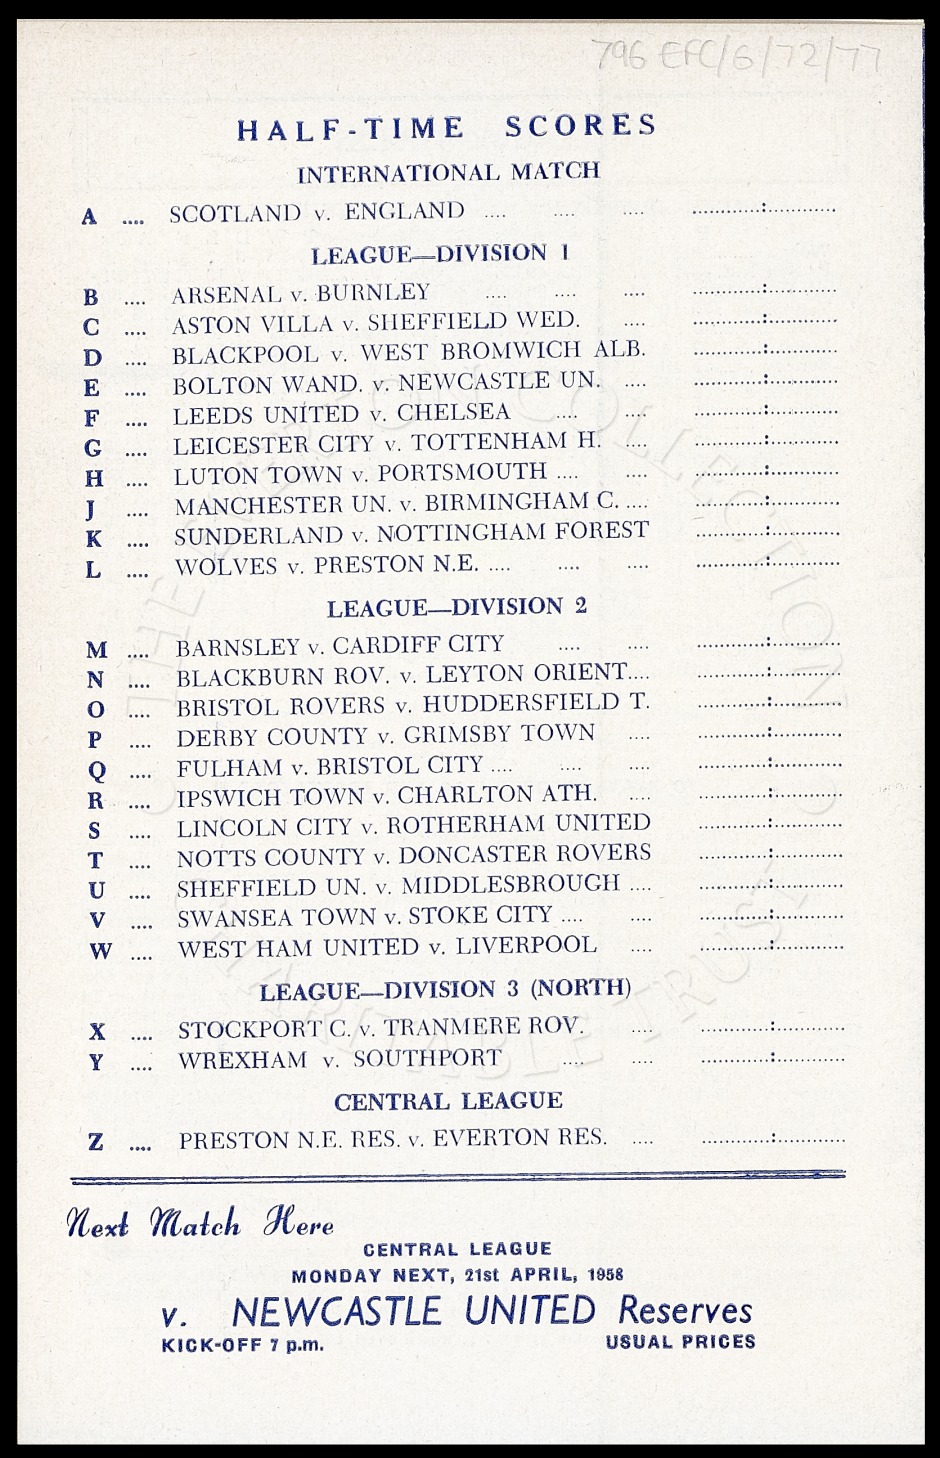 796 EFC/6/72/77
HALF-TIME SCORES
INTERNATIONAL MATCH
A .... SCOTLAND v. ENGLAND .... .... .... ............:............
LEAGUE—DIVISION 1
B .... ARSENAL v. BURNLEY .... .... .... ............:............
C .... ASTON VILLA v. SHEFFIELD WED. .... ............:............
D .... BLACKPOOL v. WEST BROMWICH ALB. ............:............
E .... BOLTON WAND. v. NEWCASTLE UN. .... ............:............
F .... LEEDS UNITED v. CHELSEA .... .... ............:............
G .... LEICESTER CITY v. TOTTENHAM H. .... ............:............
H .... LUTON TOWN v. PORTSMOUTH .... .... ............:............
J .... MANCHESTER UN. v. BIRMINGHAM C. .... ............:............
K .... SUNDERLAND v. NOTTINGHAM FOREST ............:............
L .... WOLVES v. PRESTON N.E. .... .... .... ............:............
LEAGUE—DIVISION 2
M .... BARNSLEY v. CARDIFF CITY .... .... ............:............
N .... BLACKBURN ROV. v. LEYTON ORIENT.... ............:............
O .... BRISTOL ROVERS v. HUDDERSFIELD T. ............:............
P .... DERBY COUNTY v. GRIMSBY TOWN .... ............:............
Q .... FULHAM v. BRISTOL CITY .... .... .... ............:............
R .... IPSWICH TOWN v. CHARLTON ATH. .... ............:............
S .... LINCOLN CITY v. ROTHERHAM UNITED ............:............
T .... NOTTS COUNTY v. DONCASTER ROVERS ............:............
U .... SHEFFIELD UN. v. MIDDLESBROUGH .... ............:............
V .... SWANSEA TOWN v. STOKE CITY .... .... ............:............
W .... WEST HAM UNITED v. LIVERPOOL .... ............:............
LEAGUE—DIVISION 3 (NORTH)
X .... STOCKPORT C. v. TRANMERE ROV. .... ............:............
Y .... WREXHAM v. SOUTHPORT .... .... ............:............
CENTRAL LEAGUE
Z .... PRESTON N.E. RES. v. EVERTON RES. .... ............:............
Next Match Here
CENTRAL LEAGUE
MONDAY NEXT, 21st APRIL, 1958
v. NEWCASTLE UNITED Reserves
KICK-OFF 7 p.m. USUAL PRICES